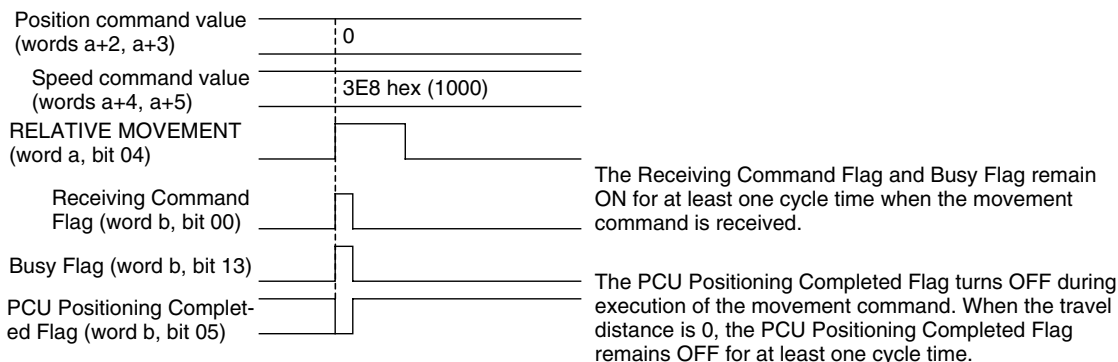 Position command value
(words a+2, a+3)
0
Speed command value
(words a+4, a+5)
3E8 hex (1000)
RELATIVE MOVEMENT
(word a, bit 04)
Receiving Command
Flag (word b, bit 00)
The Receiving Command Flag and Busy Flag remain
ON for at least one cycle time when the movement
command is received.
Busy Flag (word b, bit 13)
PCU Positioning Complet-
ed Flag (word b, bit 05)
The PCU Positioning Completed Flag turns OFF during
execution of the movement command. When the travel
distance is 0, the PCU Positioning Completed Flag
remains OFF for at least one cycle time.